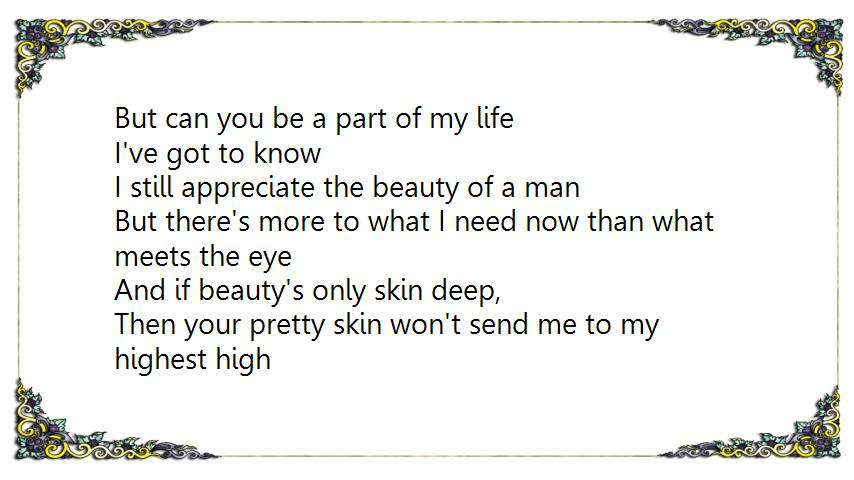 But can you be a part of my life
I've got to know
I still appreciate the beauty of a man
But there's more to what I need now than what
meets the eye
And if beauty's only skin deep,
Then your pretty skin won't send me to my
highest high